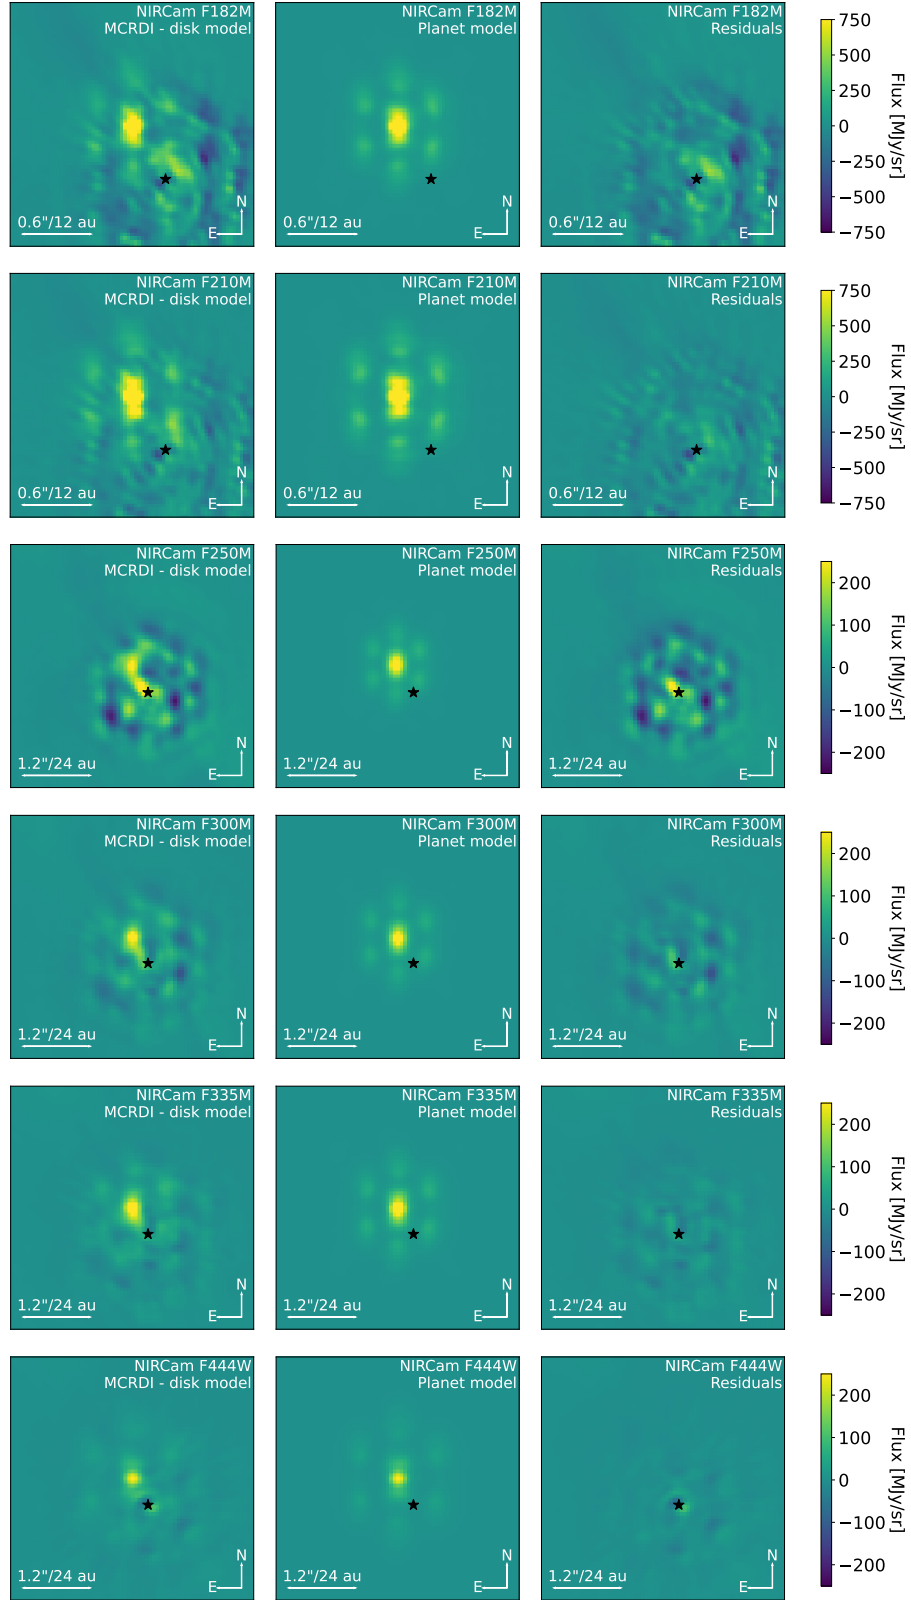 NIRCam F182M
MCRDI - disk model
0.6"/12 au
N
E
NIRCam F182M
Planet model
0.6"/12 au
N
E
NIRCam F182M
Residuals
0.6"/12 au
N
E
750
500
250
0
−250
−500
−750
Flux [MJy/sr]
NIRCam F210M
MCRDI - disk model
0.6"/12 au
N
E
NIRCam F210M
Planet model
0.6"/12 au
N
E
NIRCam F210M
Residuals
0.6"/12 au
N
E
750
500
250
0
−250
−500
−750
Flux [MJy/sr]
NIRCam F250M
MCRDI - disk model
1.2"/24 au
N
E
NIRCam F250M
Planet model
1.2"/24 au
N
E
NIRCam F250M
Residuals
1.2"/24 au
N
E
200
100
0
−100
−200
Flux [MJy/sr]
NIRCam F300M
MCRDI - disk model
1.2"/24 au
N
E
NIRCam F300M
Planet model
1.2"/24 au
N
E
NIRCam F300M
Residuals
1.2"/24 au
N
E
200
100
0
−100
−200
Flux [MJy/sr]
NIRCam F335M
MCRDI - disk model
1.2"/24 au
N
E
NIRCam F335M
Planet model
1.2"/24 au
N
E
NIRCam F335M
Residuals
1.2"/24 au
N
E
200
100
0
−100
−200
Flux [MJy/sr]
NIRCam F444W
MCRDI - disk model
1.2"/24 au
N
E
NIRCam F444W
Planet model
1.2"/24 au
N
E
NIRCam F444W
Residuals
1.2"/24 au
N
E
200
100
0
−100
−200
Flux [MJy/sr]